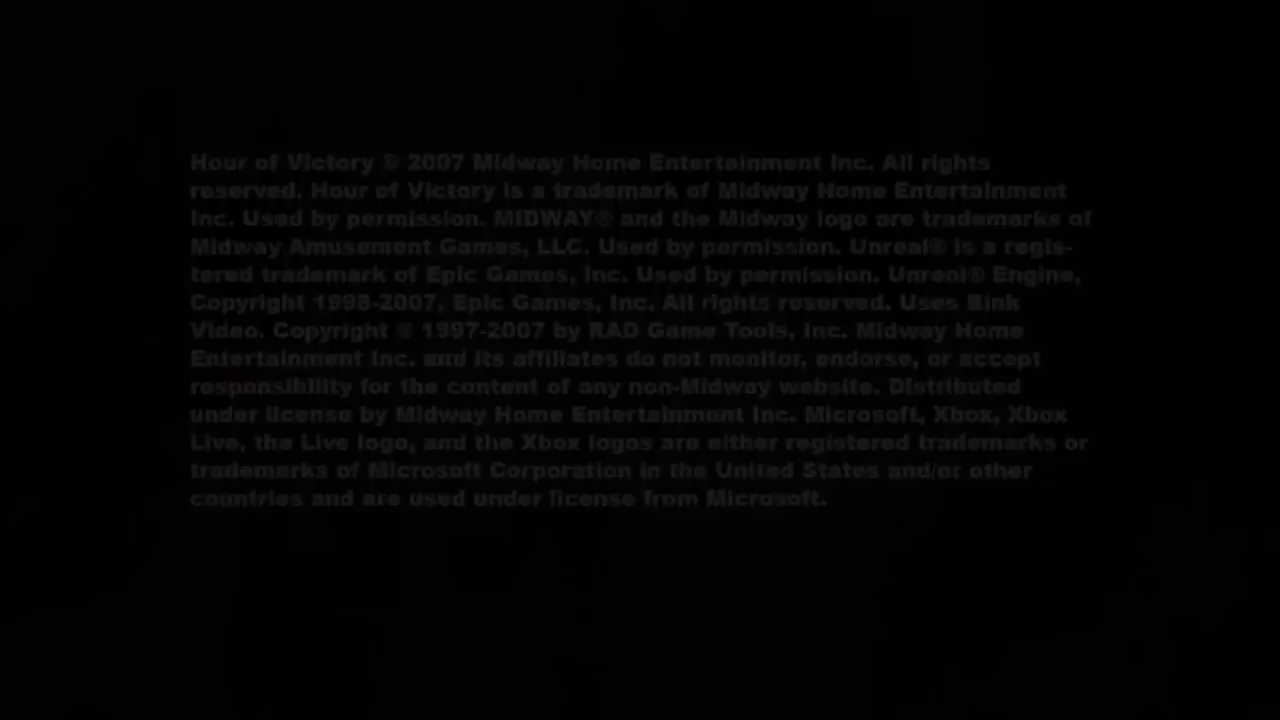 Hour of Victory © 2007 Midway Home Entertainment Inc. All rights
reserved. Hour of Victory is a trademark of Midway Home Entertainment
Inc. Used by permission. MIDWAY® and the Midway logo are trademarks of
Midway Amusement Games, LLC. Used by permission. Unreal® is a regis-
tered trademark of Epic Games, Inc. Used by permission. Unreal® Engine,
Copyright 1998-2007, Epic Games, Inc. All rights reserved. Uses Bink
Video. Copyright © 1997-2007 by RAD Game Tools, Inc. Midway Home
Entertainment Inc. and its affiliates do not monitor, endorse, or accept
responsibility for the content of any non-Midway website. Distributed
under license by Midway Home Entertainment Inc. Microsoft, Xbox, Xbox
Live, the Live logo, and the Xbox logos are either registered trademarks or
trademarks of Microsoft Corporation in the United States and/or other
countries and are used under license from Microsoft.